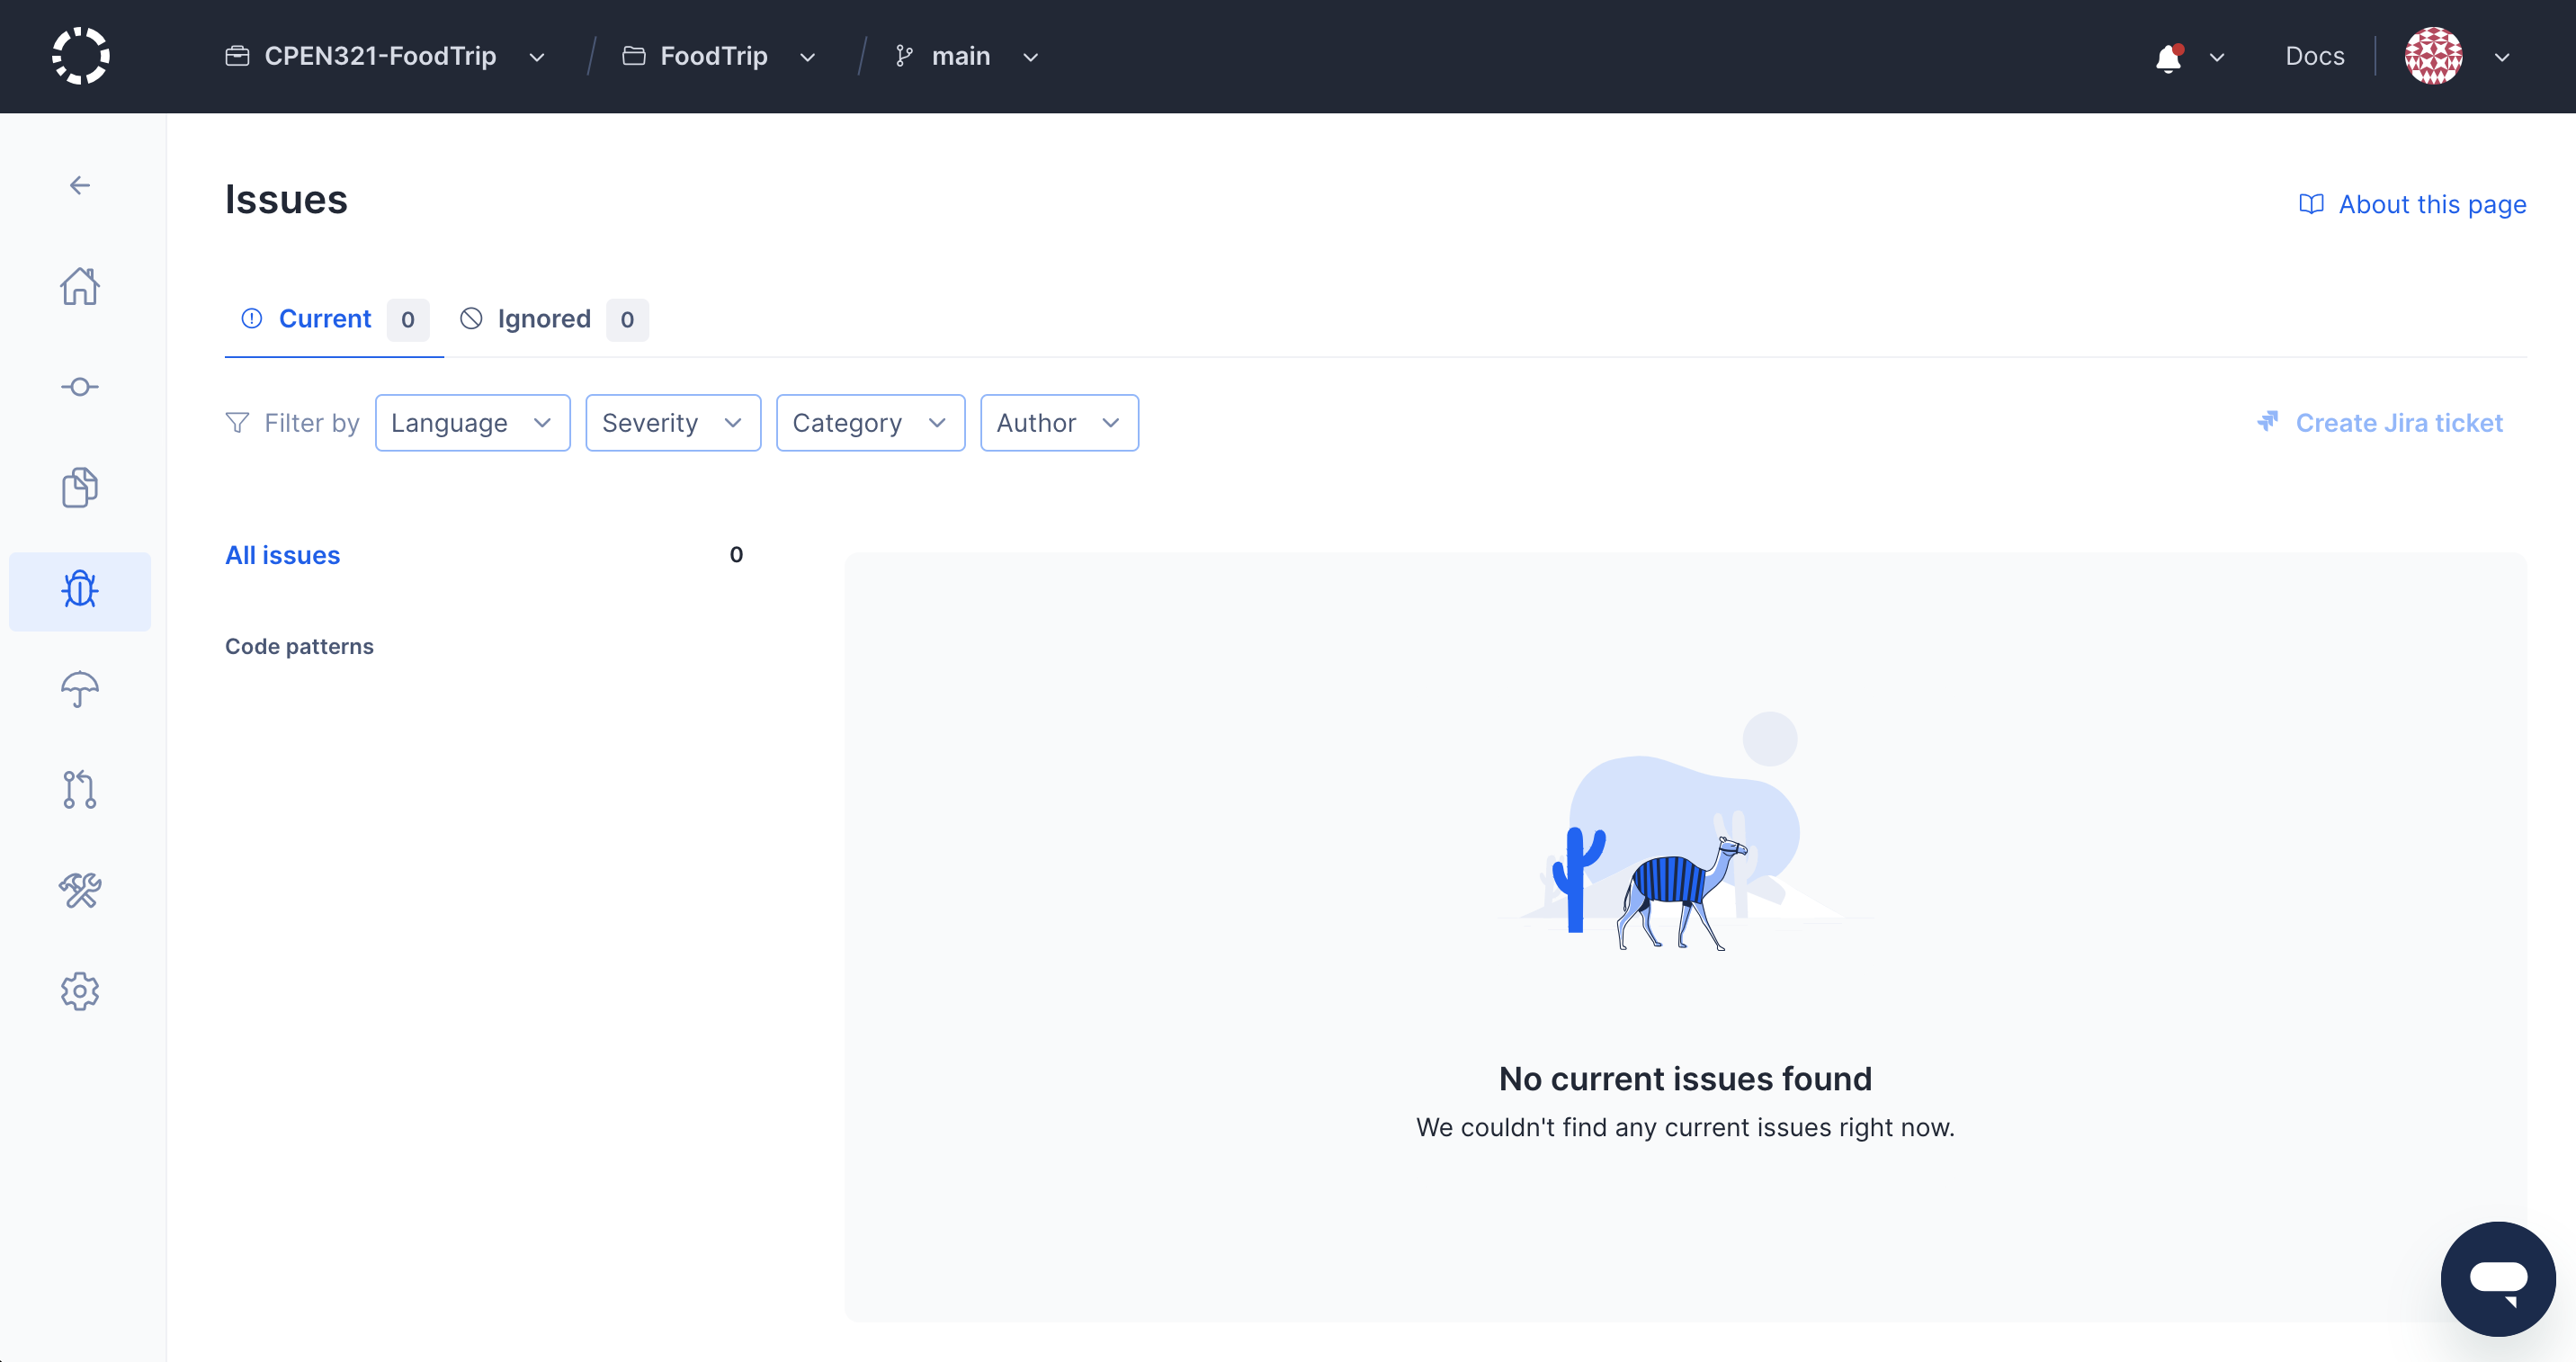 CPEN321-FoodTrip / FoodTrip / main Docs
Issues
About this page
Current 0 Ignored 0
Filter by Language Severity Category Author Create Jira ticket
All issues 0
Code patterns
No current issues found
We couldn't find any current issues right now.